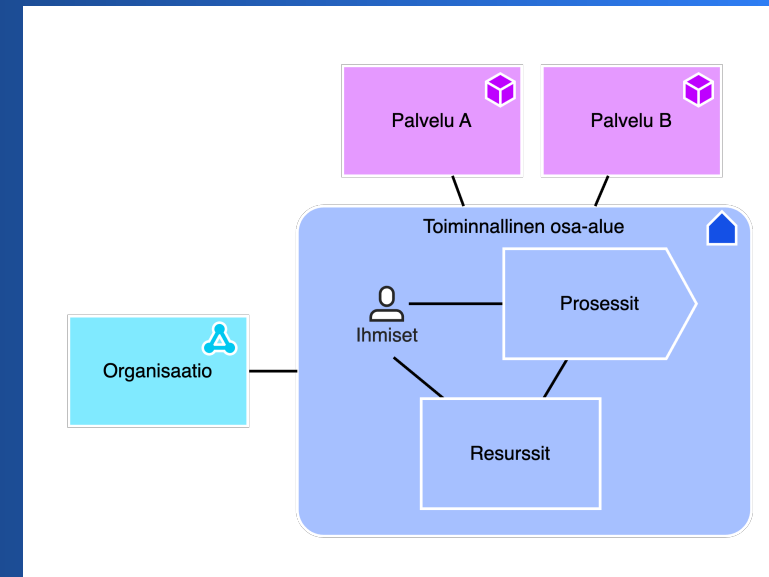 Palvelu A
Palvelu B
Toiminnallinen osa-alue
Prosessit
Ihmiset
Organisaatio
Resurssit